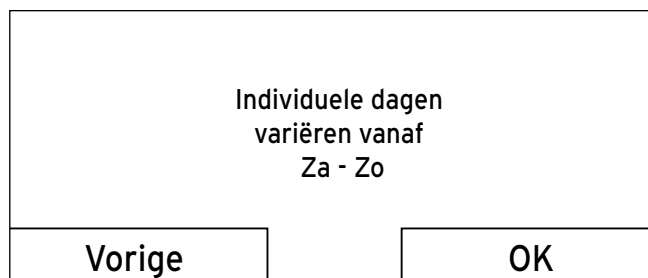 Individuele dagen
variëren vanaf
Za - Zo
Vorige
OK